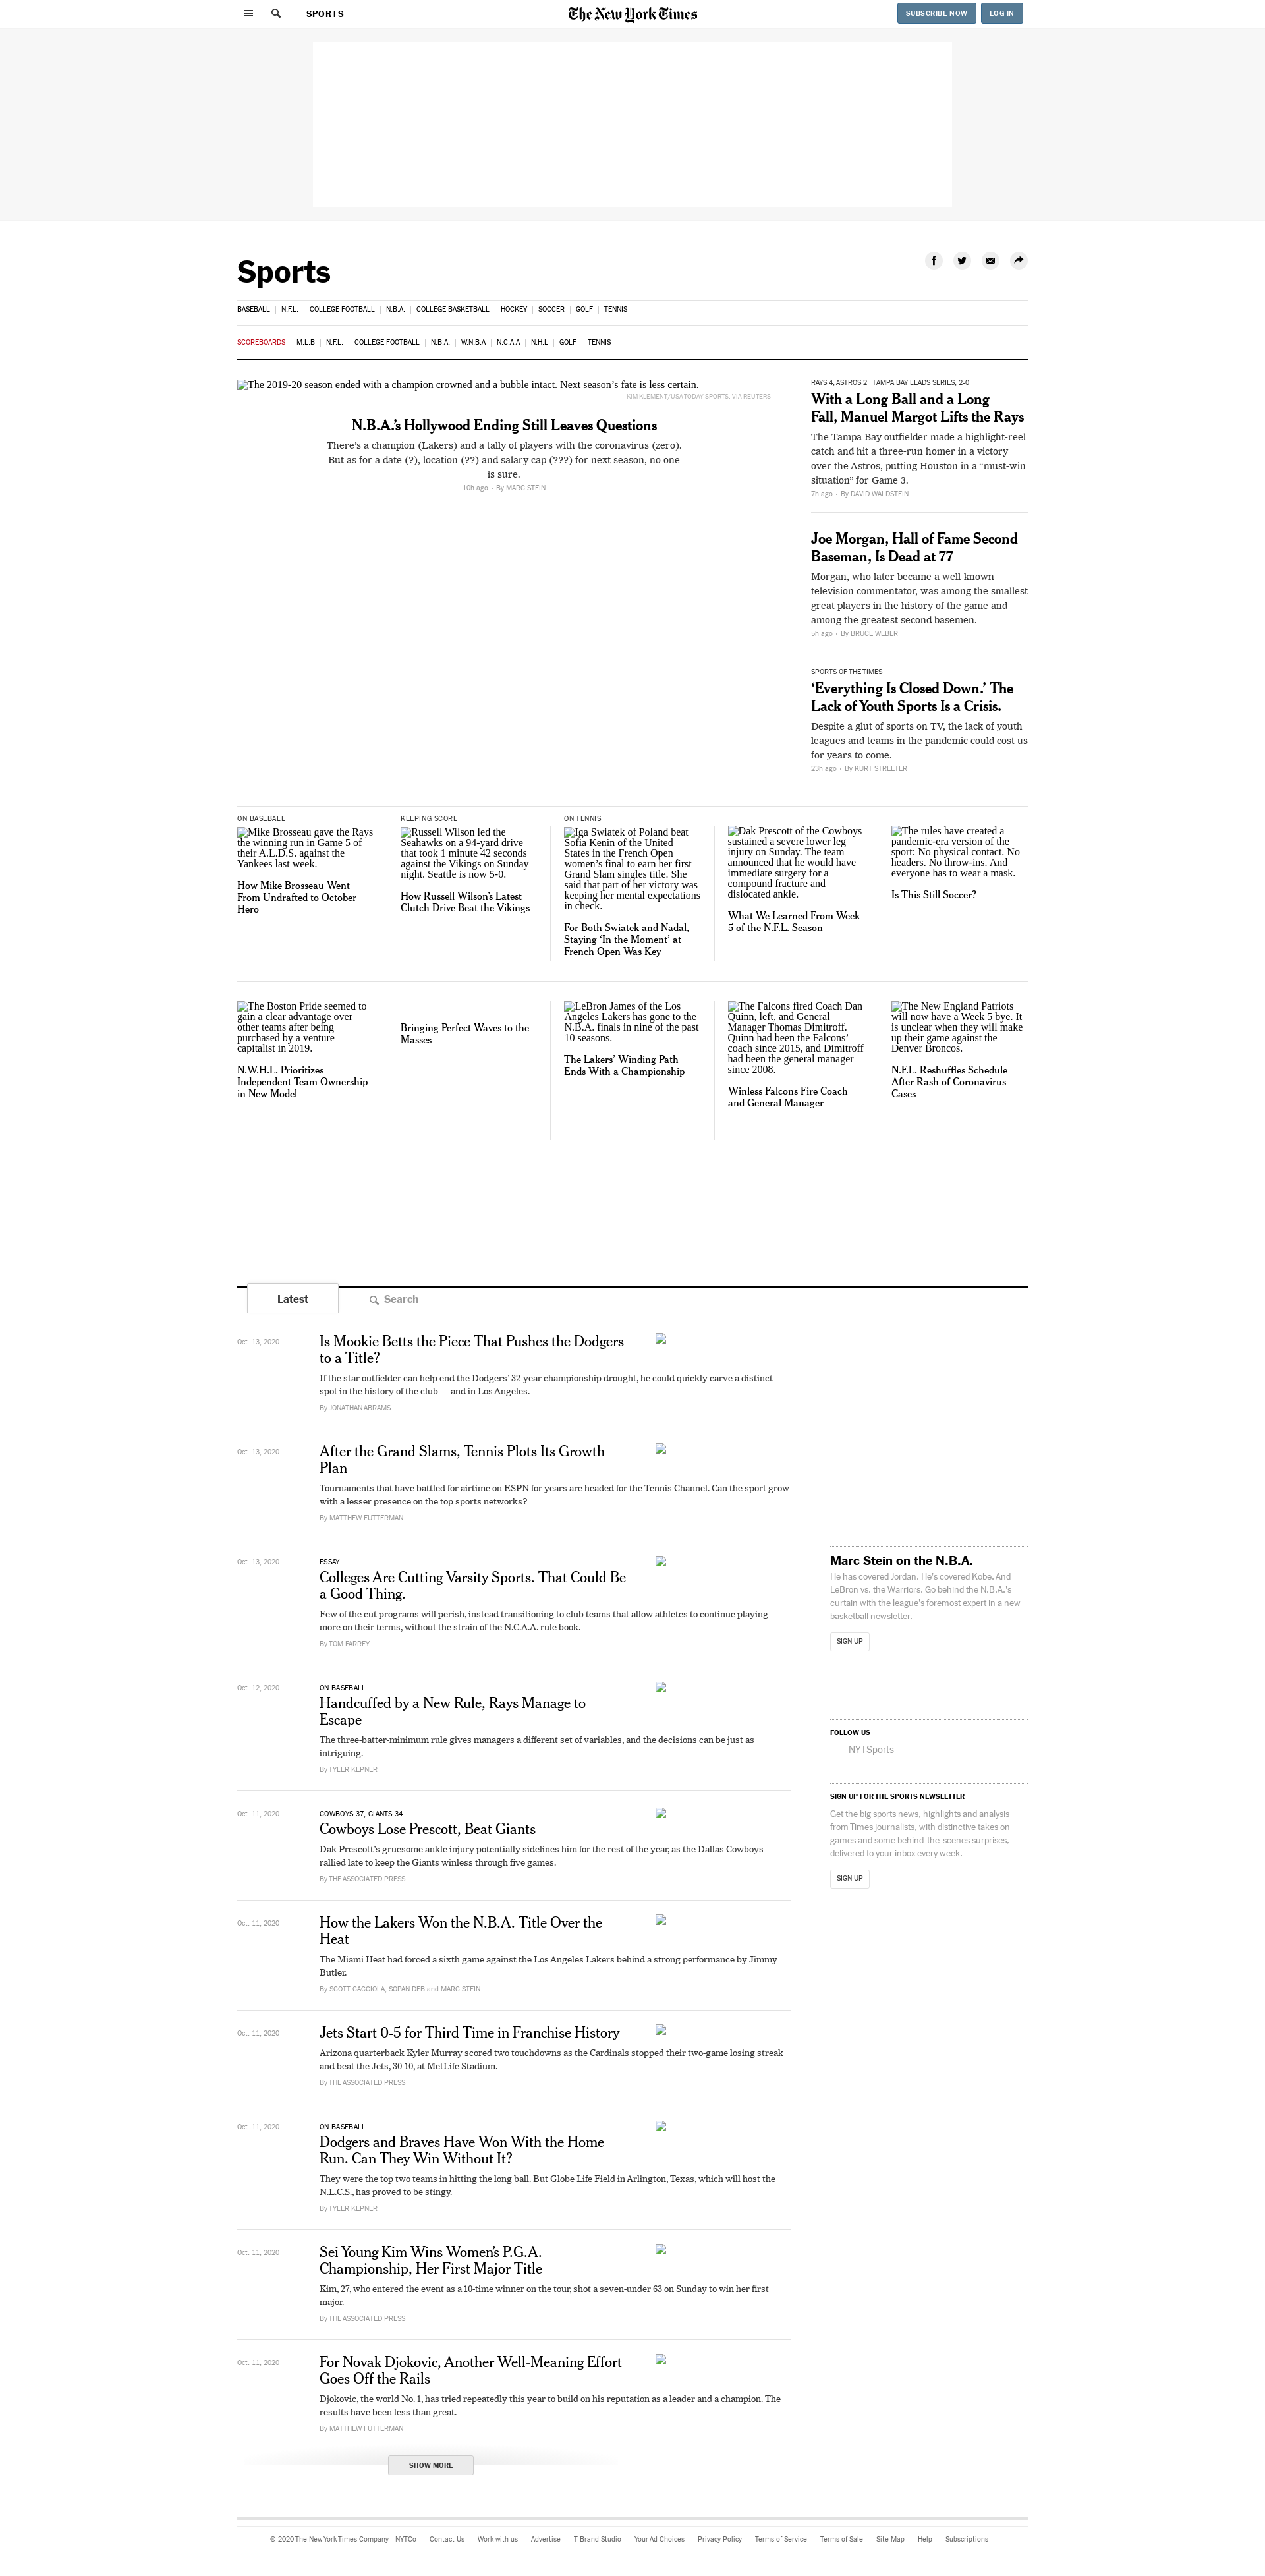 SPORTS
The New York Times
SUBSCRIBE NOW
LOG IN
Sports
BASEBALL | N.F.L. | COLLEGE FOOTBALL | N.B.A. | COLLEGE BASKETBALL | HOCKEY | SOCCER | GOLF | TENNIS
SCOREBOARDS | M.L.B | N.F.L. | COLLEGE FOOTBALL | N.B.A. | W.N.B.A | N.C.A.A | N.H.L | GOLF | TENNIS
The 2019-20 season ended with a champion crowned and a bubble intact. Next season’s fate is less certain.
KIM KLEMENT/USA TODAY SPORTS, VIA REUTERS
N.B.A.’s Hollywood Ending Still Leaves Questions
There’s a champion (Lakers) and a tally of players with the coronavirus (zero).
But as for a date (?), location (??) and salary cap (???) for next season, no one
is sure.
10h ago - By MARC STEIN
RAYS 4, ASTROS 2 | TAMPA BAY LEADS SERIES, 2-0
With a Long Ball and a Long
Fall, Manuel Margot Lifts the Rays
The Tampa Bay outfielder made a highlight-reel
catch and hit a three-run homer in a victory
over the Astros, putting Houston in a “must-win
situation” for Game 3.
7h ago - By DAVID WALDSTEIN
Joe Morgan, Hall of Fame Second
Baseman, Is Dead at 77
Morgan, who later became a well-known
television commentator, was among the smallest
great players in the history of the game and
among the greatest second basemen.
5h ago - By BRUCE WEBER
SPORTS OF THE TIMES
‘Everything Is Closed Down.’ The
Lack of Youth Sports Is a Crisis.
Despite a glut of sports on TV, the lack of youth
leagues and teams in the pandemic could cost us
for years to come.
23h ago - By KURT STREETER
ON BASEBALL
Mike Brosseau gave the Rays
the winning run in Game 5 of
their A.L.D.S. against the
Yankees last week.
How Mike Brosseau Went
From Undrafted to October
Hero
KEEPING SCORE
Russell Wilson led the
Seahawks on a 94-yard drive
that took 1 minute 42 seconds
against the Vikings on Sunday
night. Seattle is now 5-0.
How Russell Wilson’s Latest
Clutch Drive Beat the Vikings
ON TENNIS
Iga Swiatek of Poland beat
Sofia Kenin of the United
States in the French Open
women’s final to earn her first
Grand Slam singles title. She
said that part of her victory was
keeping her mental expectations
in check.
For Both Swiatek and Nadal,
Staying ‘In the Moment’ at
French Open Was Key
Dak Prescott of the Cowboys
sustained a severe lower leg
injury on Sunday. The team
announced that he would have
immediate surgery for a
compound fracture and
dislocated ankle.
What We Learned From Week
5 of the N.F.L. Season
The rules have created a
pandemic-era version of the
sport: No physical contact. No
headers. No throw-ins. And
everyone has to wear a mask.
Is This Still Soccer?
The Boston Pride seemed to
gain a clear advantage over
other teams after being
purchased by a venture
capitalist in 2019.
N.W.H.L. Prioritizes
Independent Team Ownership
in New Model
Bringing Perfect Waves to the
Masses
LeBron James of the Los
Angeles Lakers has gone to the
N.B.A. finals in nine of the past
10 seasons.
The Lakers’ Winding Path
Ends With a Championship
The Falcons fired Coach Dan
Quinn, left, and General
Manager Thomas Dimitroff.
Quinn had been the Falcons’
coach since 2015, and Dimitroff
had been the general manager
since 2008.
Winless Falcons Fire Coach
and General Manager
The New England Patriots
will now have a Week 5 bye. It
is unclear when they will make
up their game against the
Denver Broncos.
N.F.L. Reshuffles Schedule
After Rash of Coronavirus
Cases
Latest
Search
Oct. 13, 2020
Is Mookie Betts the Piece That Pushes the Dodgers
to a Title?
If the star outfielder can help end the Dodgers’ 32-year championship drought, he could quickly carve a distinct
spot in the history of the club — and in Los Angeles.
By JONATHAN ABRAMS
Oct. 13, 2020
After the Grand Slams, Tennis Plots Its Growth
Plan
Tournaments that have battled for airtime on ESPN for years are headed for the Tennis Channel. Can the sport grow
with a lesser presence on the top sports networks?
By MATTHEW FUTTERMAN
Oct. 13, 2020
ESSAY
Colleges Are Cutting Varsity Sports. That Could Be
a Good Thing.
Few of the cut programs will perish, instead transitioning to club teams that allow athletes to continue playing
more on their terms, without the strain of the N.C.A.A. rule book.
By TOM FARREY
Oct. 12, 2020
ON BASEBALL
Handcuffed by a New Rule, Rays Manage to
Escape
The three-batter-minimum rule gives managers a different set of variables, and the decisions can be just as
intriguing.
By TYLER KEPNER
Oct. 11, 2020
COWBOYS 37, GIANTS 34
Cowboys Lose Prescott, Beat Giants
Dak Prescott’s gruesome ankle injury potentially sidelines him for the rest of the year, as the Dallas Cowboys
rallied late to keep the Giants winless through five games.
By THE ASSOCIATED PRESS
Oct. 11, 2020
How the Lakers Won the N.B.A. Title Over the
Heat
The Miami Heat had forced a sixth game against the Los Angeles Lakers behind a strong performance by Jimmy
Butler.
By SCOTT CACCIOLA, SOPAN DEB and MARC STEIN
Oct. 11, 2020
Jets Start 0-5 for Third Time in Franchise History
Arizona quarterback Kyler Murray scored two touchdowns as the Cardinals stopped their two-game losing streak
and beat the Jets, 30-10, at MetLife Stadium.
By THE ASSOCIATED PRESS
Oct. 11, 2020
ON BASEBALL
Dodgers and Braves Have Won With the Home
Run. Can They Win Without It?
They were the top two teams in hitting the long ball. But Globe Life Field in Arlington, Texas, which will host the
N.L.C.S., has proved to be stingy.
By TYLER KEPNER
Oct. 11, 2020
Sei Young Kim Wins Women’s P.G.A.
Championship, Her First Major Title
Kim, 27, who entered the event as a 10-time winner on the tour, shot a seven-under 63 on Sunday to win her first
major.
By THE ASSOCIATED PRESS
Oct. 11, 2020
For Novak Djokovic, Another Well-Meaning Effort
Goes Off the Rails
Djokovic, the world No. 1, has tried repeatedly this year to build on his reputation as a leader and a champion. The
results have been less than great.
By MATTHEW FUTTERMAN
SHOW MORE
Marc Stein on the N.B.A.
He has covered Jordan. He’s covered Kobe. And
LeBron vs. the Warriors. Go behind the N.B.A.’s
curtain with the league’s foremost expert in a new
basketball newsletter.
SIGN UP
FOLLOW US
NYTSports
SIGN UP FOR THE SPORTS NEWSLETTER
Get the big sports news, highlights and analysis
from Times journalists, with distinctive takes on
games and some behind-the-scenes surprises,
delivered to your inbox every week.
SIGN UP
© 2020 The New York Times Company NYTCo Contact Us Work with us Advertise T Brand Studio Your Ad Choices Privacy Policy Terms of Service Terms of Sale Site Map Help Subscriptions